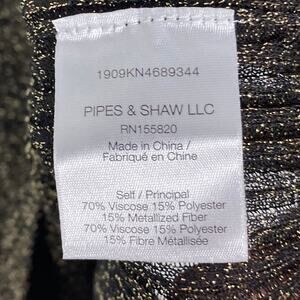 1909KN4689344
PIPES & SHAW LLC
RN155820
Made in China /
Fabriqué en Chine
Self / Principal
70% Viscose 15% Polyester
15% Metallized Fiber
70% Viscose 15% Polyester
15% Fibre Métallisée